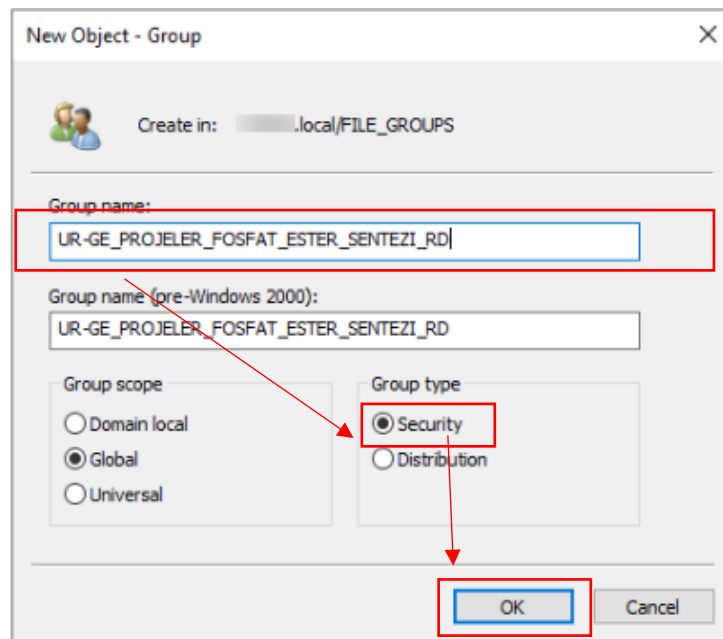 New Object - Group
Create in: .local/FILE_GROUPS
Group name:
UR-GE_PROJELER_FOSFAT_ESTER_SENTEZI_RD
Group name (pre-Windows 2000):
UR-GE_PROJELER_FOSFAT_ESTER_SENTEZI_RD
Group scope
Domain local
Global
Universal
Group type
Security
Distribution
OK
Cancel